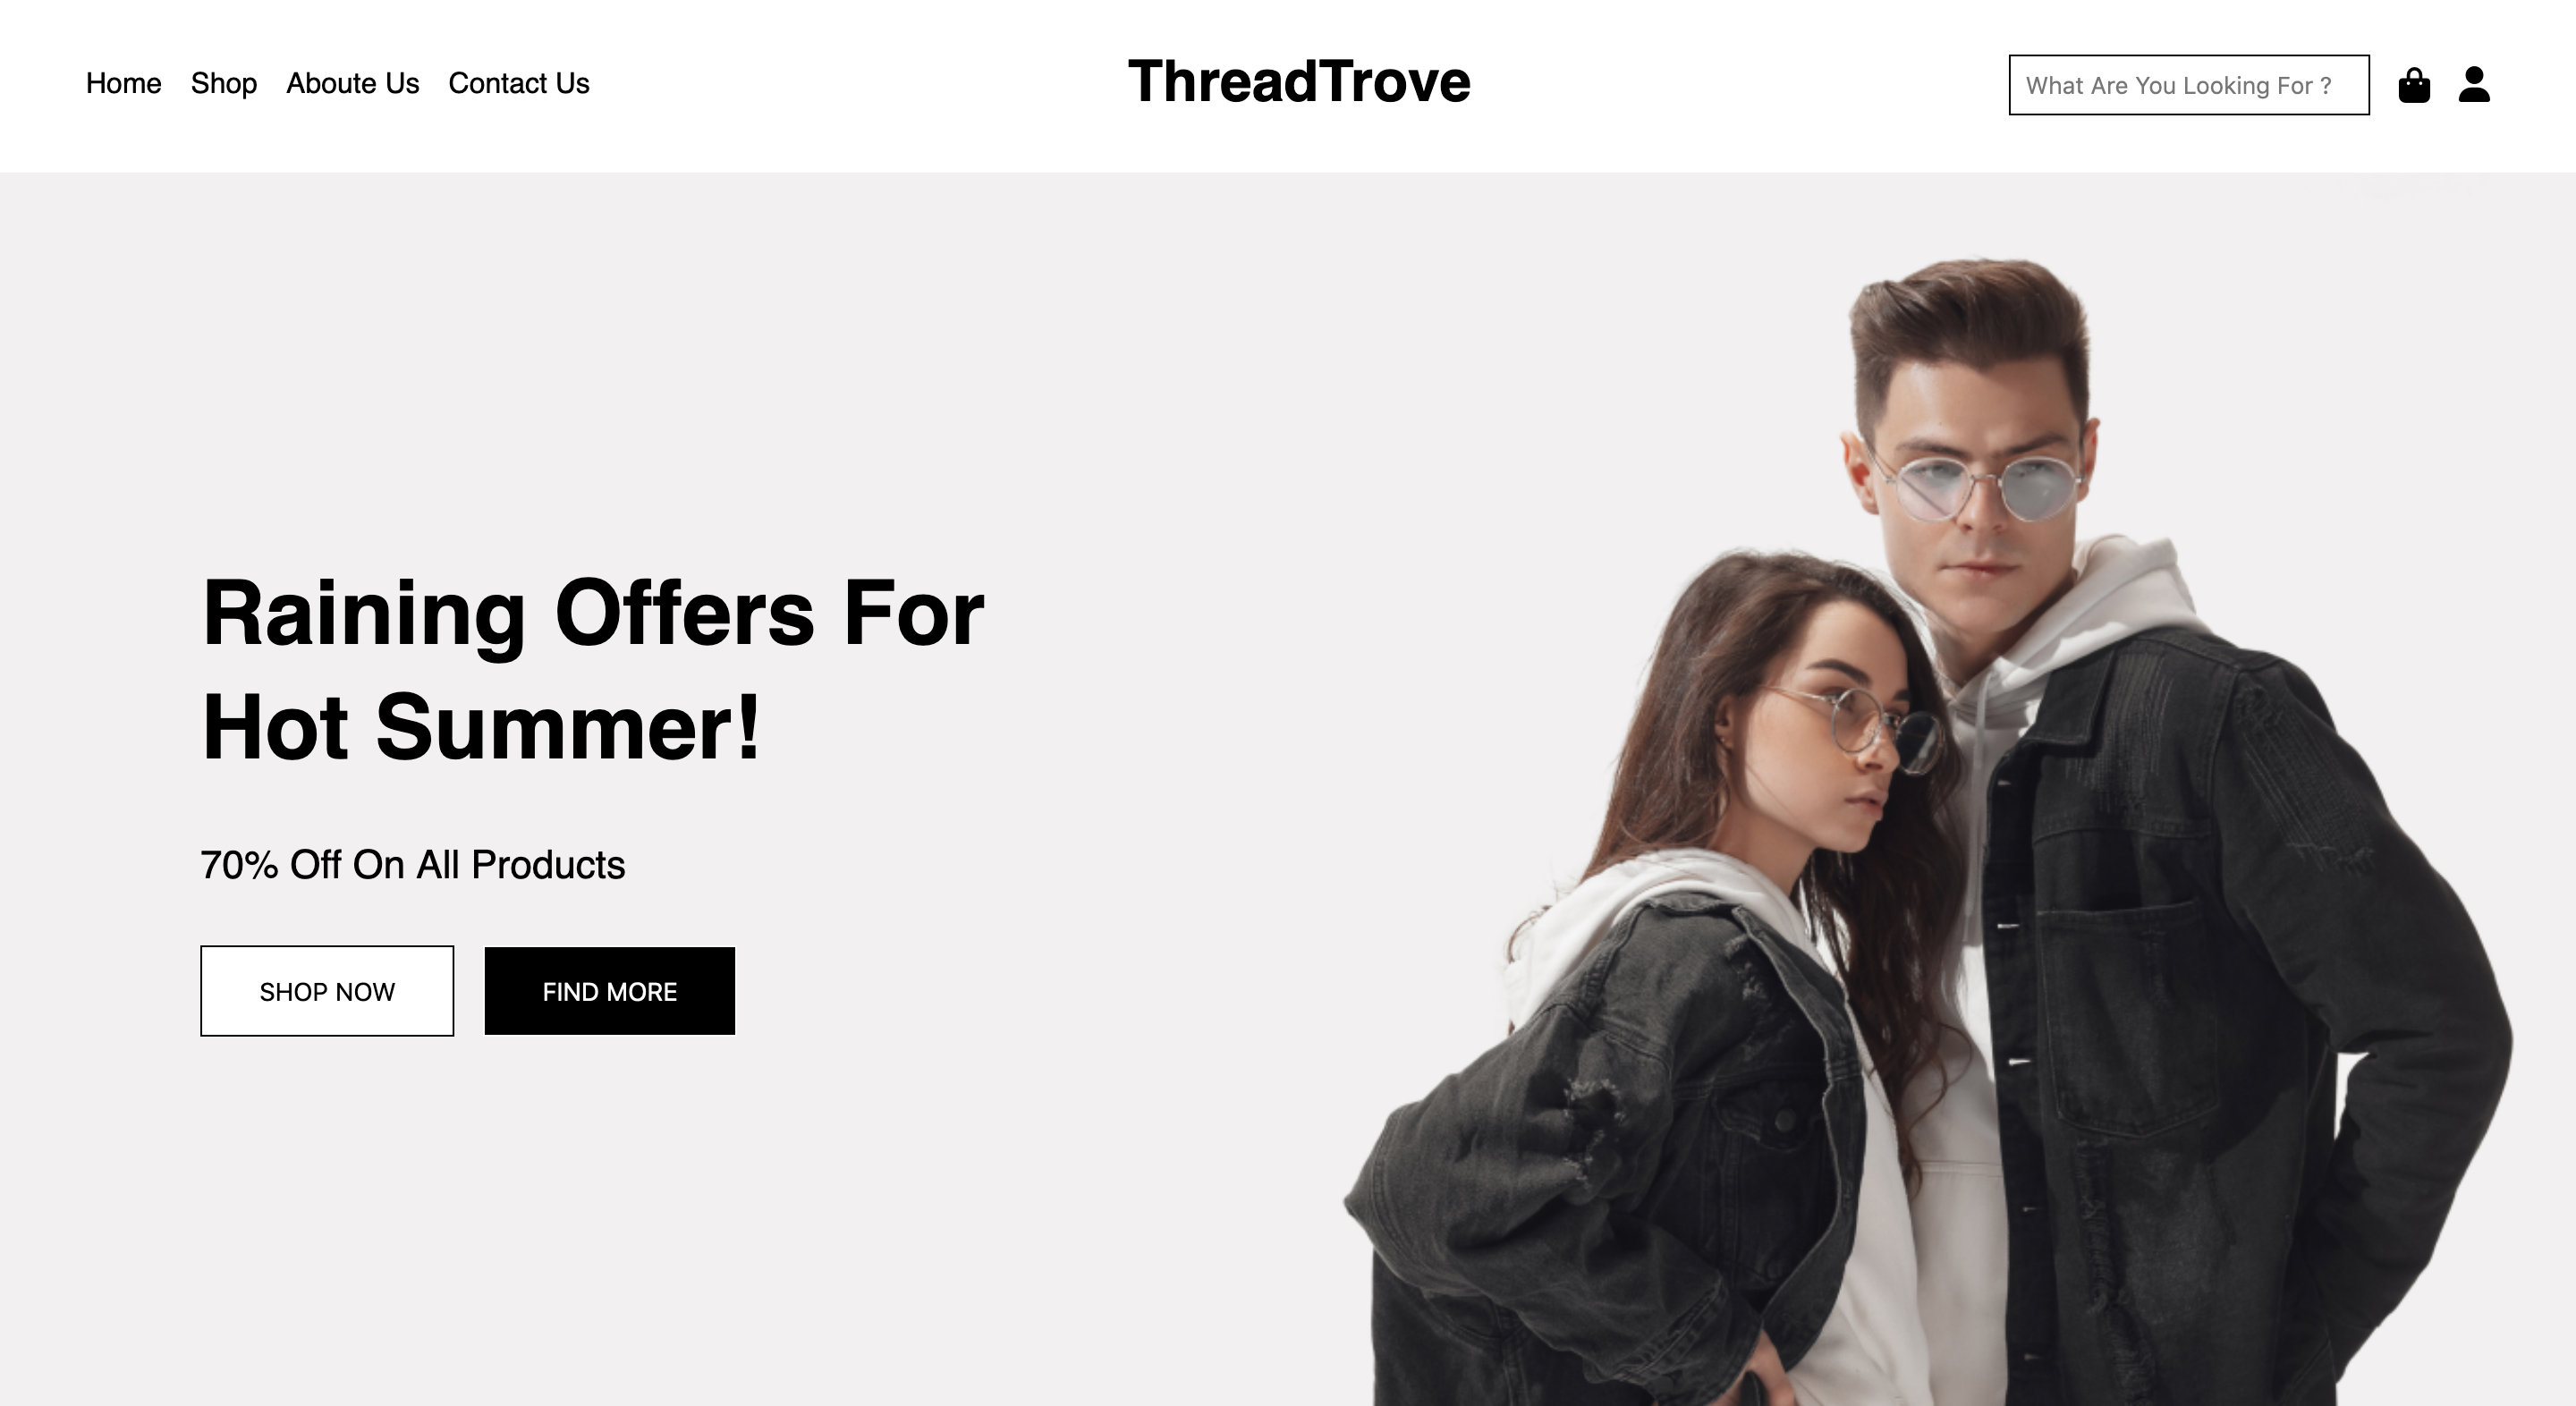 Home Shop Aboute Us Contact Us ThreadTrove What Are You Looking For ?
Raining Offers For
Hot Summer!
70% Off On All Products
SHOP NOW FIND MORE